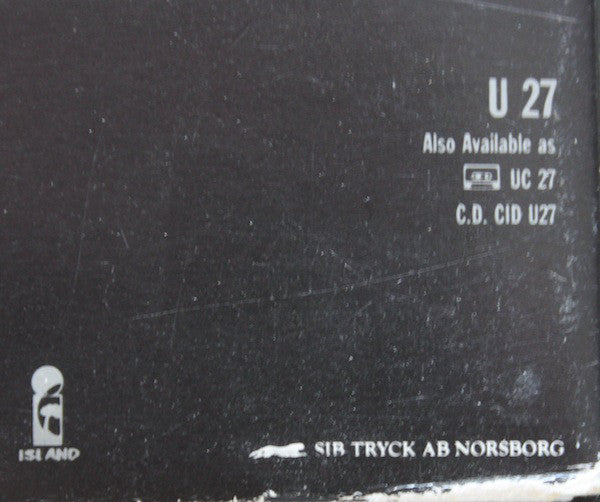 U 27
Also Available as
UC 27
C.D. CID U27
ISLAND
SIB TRYCK AB NORSBORG